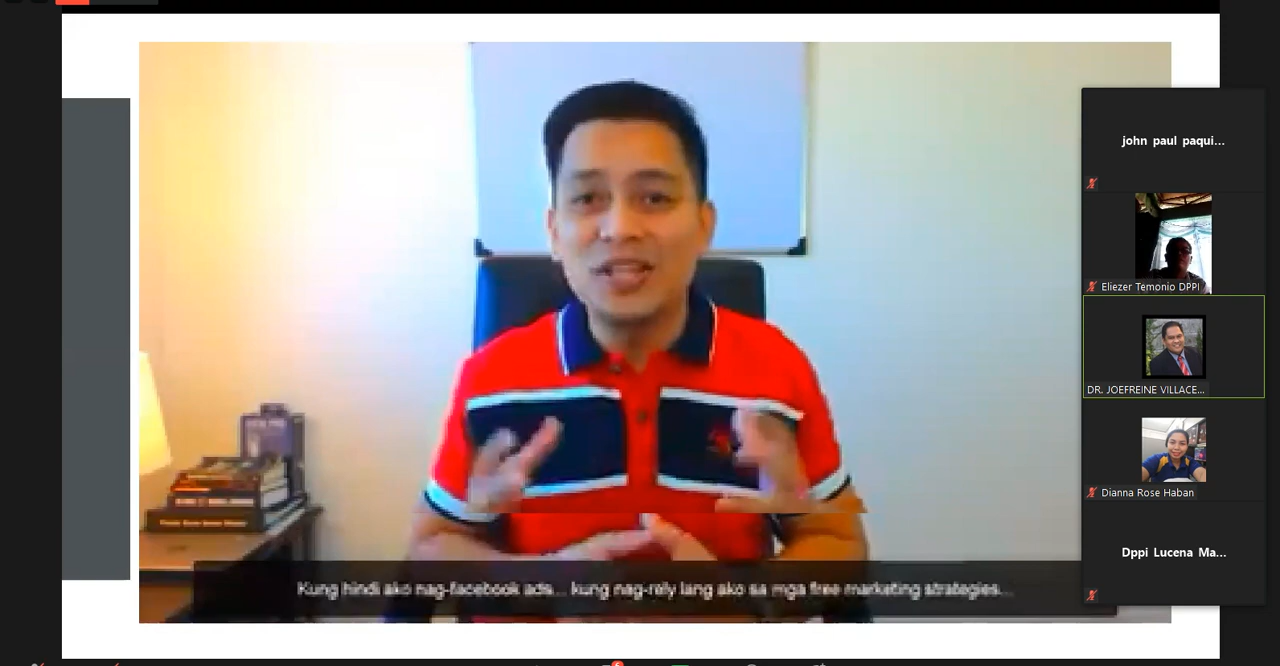 john paul paqui...
Eliezer Temonio DPPI
DR. JOEFREINE VILLACE...
Dianna Rose Haban
Dppi Lucena Ma...
Kung hindi ako nag-facebook ads... kung nag-rely lang ako sa mga free marketing strategies...